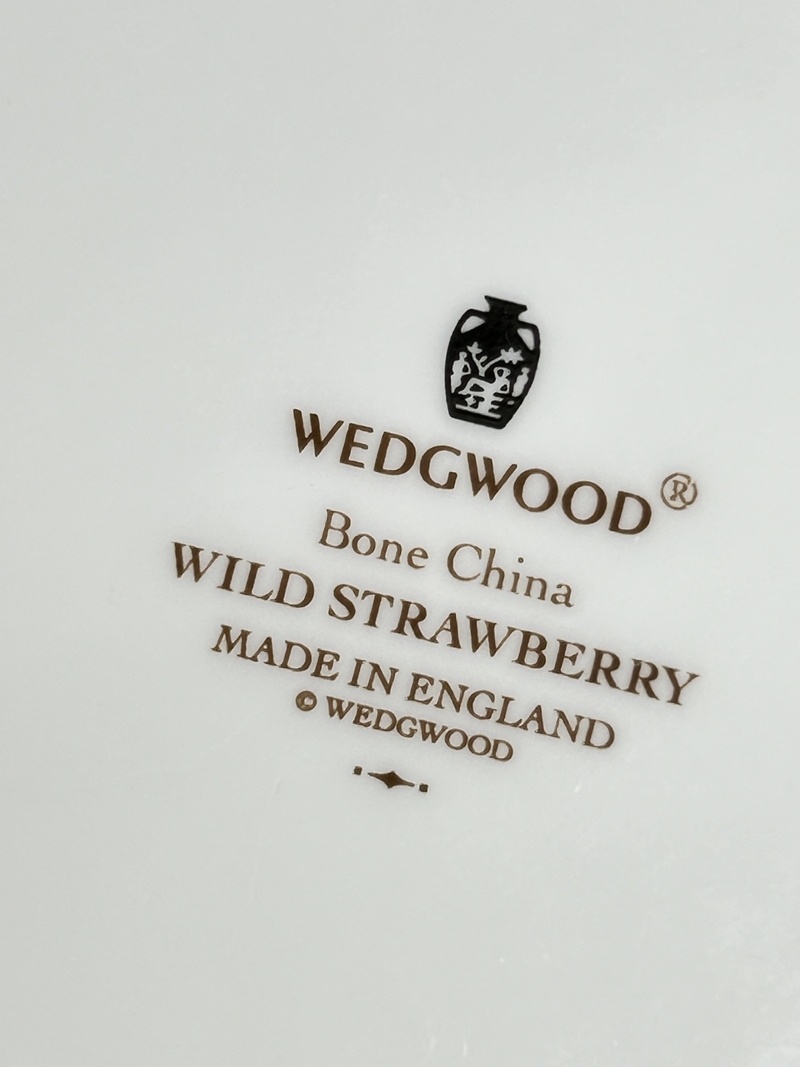 WEDGWOOD®
Bone China
WILD STRAWBERRY
MADE IN ENGLAND
© WEDGWOOD